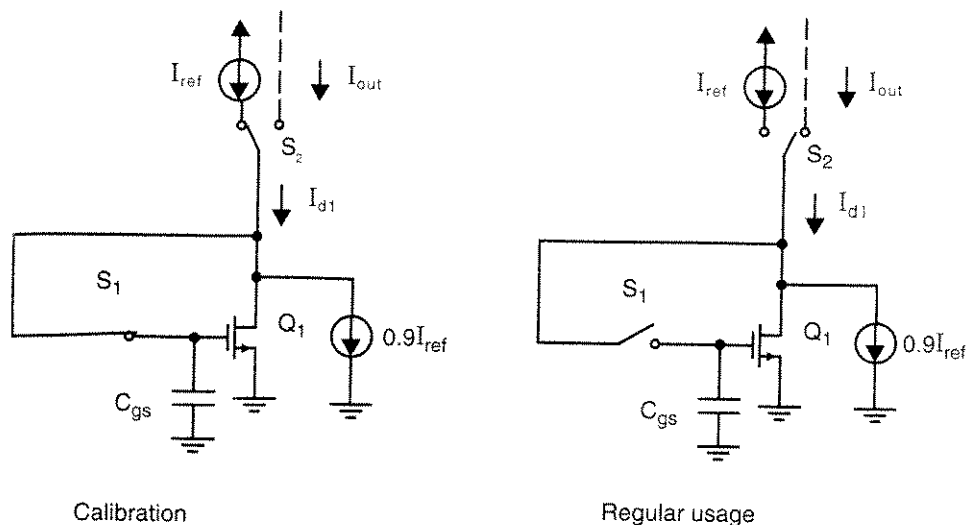 I_ref
I_out
S_2
I_d1
S_1
Q_1
0.9I_ref
C_gs
Calibration
I_ref
I_out
S_2
I_d1
S_1
Q_1
0.9I_ref
C_gs
Regular usage